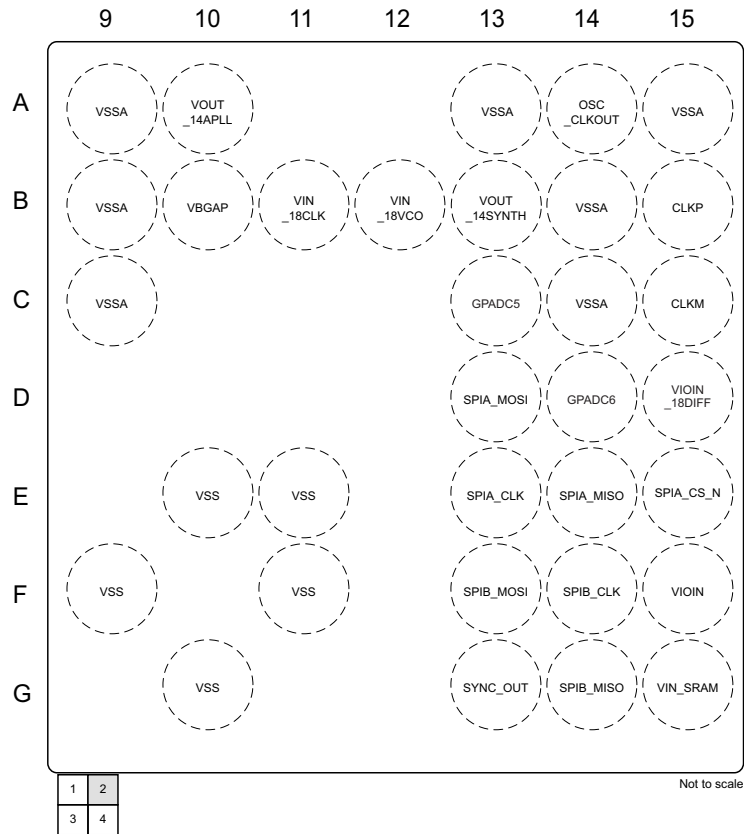 9 10 11 12 13 14 15
A
VSSA
VOUT
_14APLL
VSSA
OSC
_CLKOUT
VSSA
B
VSSA
VBGAP
VIN
_18CLK
VIN
_18VCO
VOUT
_14SYNTH
VSSA
CLKP
C
VSSA
GPADC5
VSSA
CLKM
D
SPIA_MOSI
GPADC6
VIOIN
_18DIFF
E
VSS
VSS
SPIA_CLK
SPIA_MISO
SPIA_CS_N
F
VSS
VSS
SPIB_MOSI
SPIB_CLK
VIOIN
G
VSS
SYNC_OUT
SPIB_MISO
VIN_SRAM
Not to scale
1 2
3 4